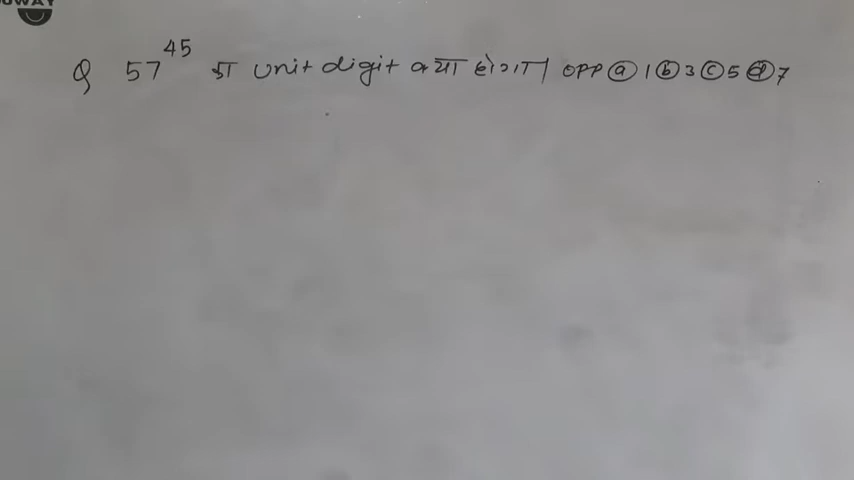 Q 57^45 का unit digit क्या होगा opp ⓐ 1 ⓑ 3 ⓒ 5 ⓓ 7